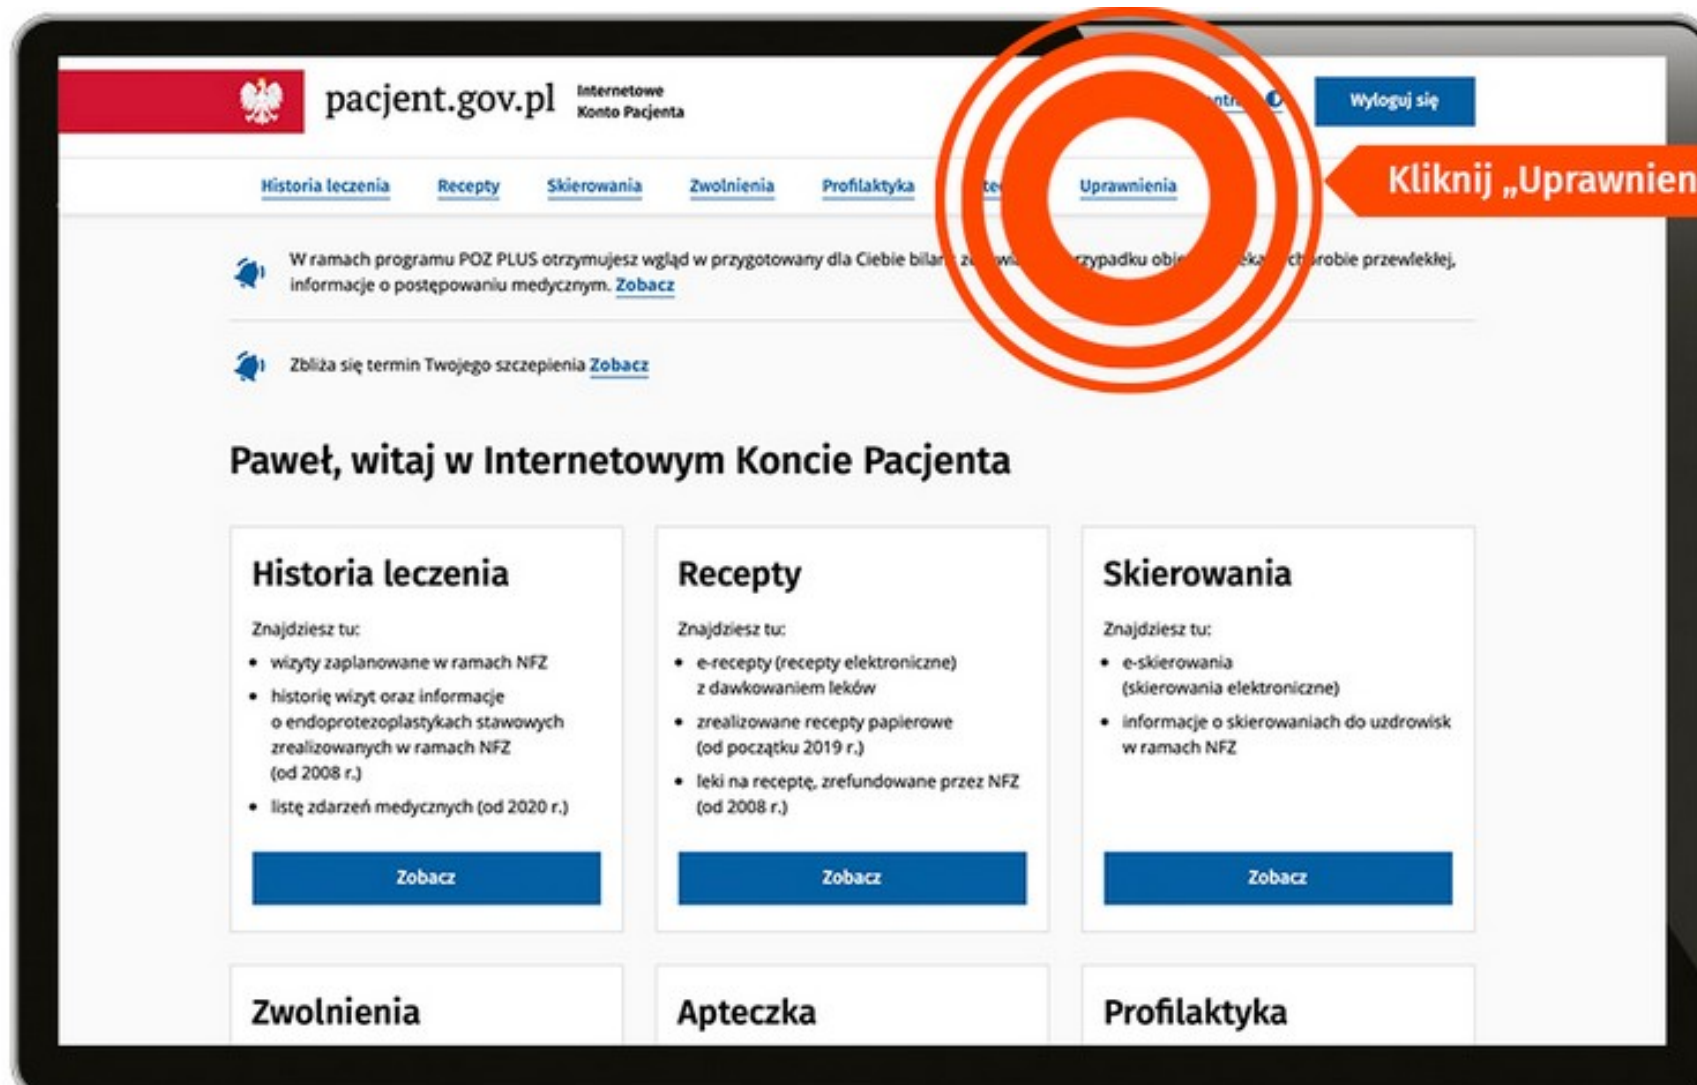 pacjent.gov.pl
Internetowe
Konto Pacjenta
Wyloguj się
Kliknij „Uprawnien
Historia leczenia Recepty Skierowania Zwolnienia Profilaktyka Uprawnienia
W ramach programu POZ PLUS otrzymujesz wgląd w przygotowany dla Ciebie chorobie przewlekłej,
informacje o postępowaniu medycznym. Zobacz
Zbliża się termin Twojego szczepienia Zobacz
Paweł, witaj w Internetowym Koncie Pacjenta
Historia leczenia
Znajdziesz tu:
• wizyty zaplanowane w ramach NFZ
• historię wizyt oraz informacje
o endoprotezoplastykach stawowych
zrealizowanych w ramach NFZ
(od 2008 r.)
• listę zdarzeń medycznych (od 2020 r.)
Zobacz
Recepty
Znajdziesz tu:
• e-recepty (recepty elektroniczne)
z dawkowaniem leków
• zrealizowane recepty papierowe
(od początku 2019 r.)
• leki na receptę, zrefundowane przez NFZ
(od 2008 r.)
Zobacz
Skierowania
Znajdziesz tu:
• e-skierowania
(skierowania elektroniczne)
• informacje o skierowaniach do uzdrowisk
w ramach NFZ
Zobacz
Zwolnienia
Apteczka
Profilaktyka